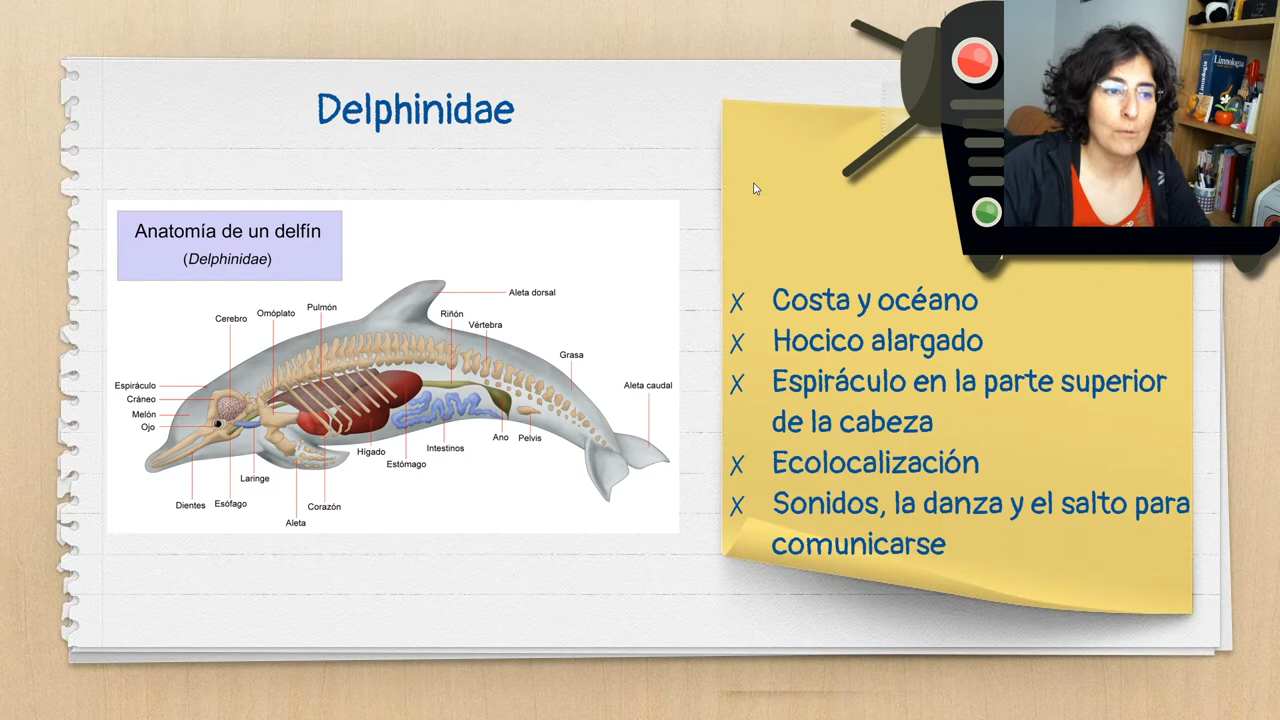 Delphinidae
Limnología
Limnología
Anatomía de un delfín
(Delphinidae)
Aleta dorsal
Pulmón
Omóplato
Riñón
Cerebro
Vértebra
Grasa
Espiráculo
Aleta caudal
Cráneo
Melón
Ojo
Ano
Pelvis
Intestinos
Hígado
Estómago
Laringe
Dientes
Esófago
Corazón
Aleta
X Costa y océano
X Hocico alargado
X Espiráculo en la parte superior
de la cabeza
X Ecolocalización
X Sonidos, la danza y el salto para
comunicarse